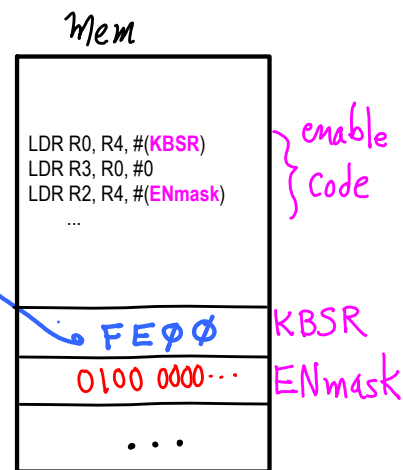 Mem
LDR R0, R4, #(KBSR)
LDR R3, R0, #0
LDR R2, R4, #(ENmask)
...
enable
code
FE00
KBSR
0100 0000...
ENmask
...